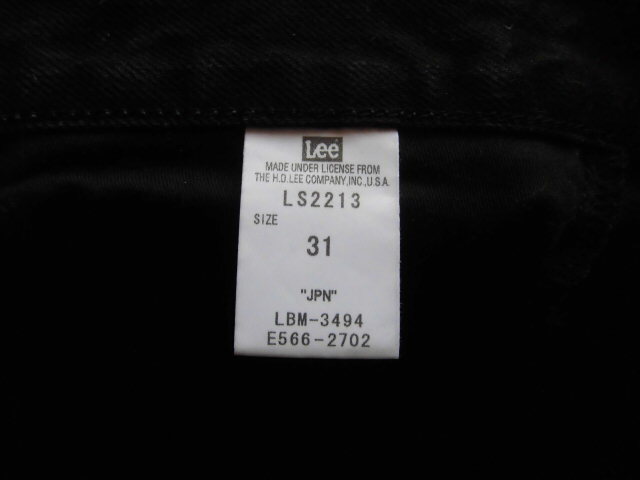 Lee
MADE UNDER LICENSE FROM
THE H.D.LEE COMPANY,INC.,U.S.A.
LS2213
SIZE
31
"JPN"
LBM-3494
E566-2702